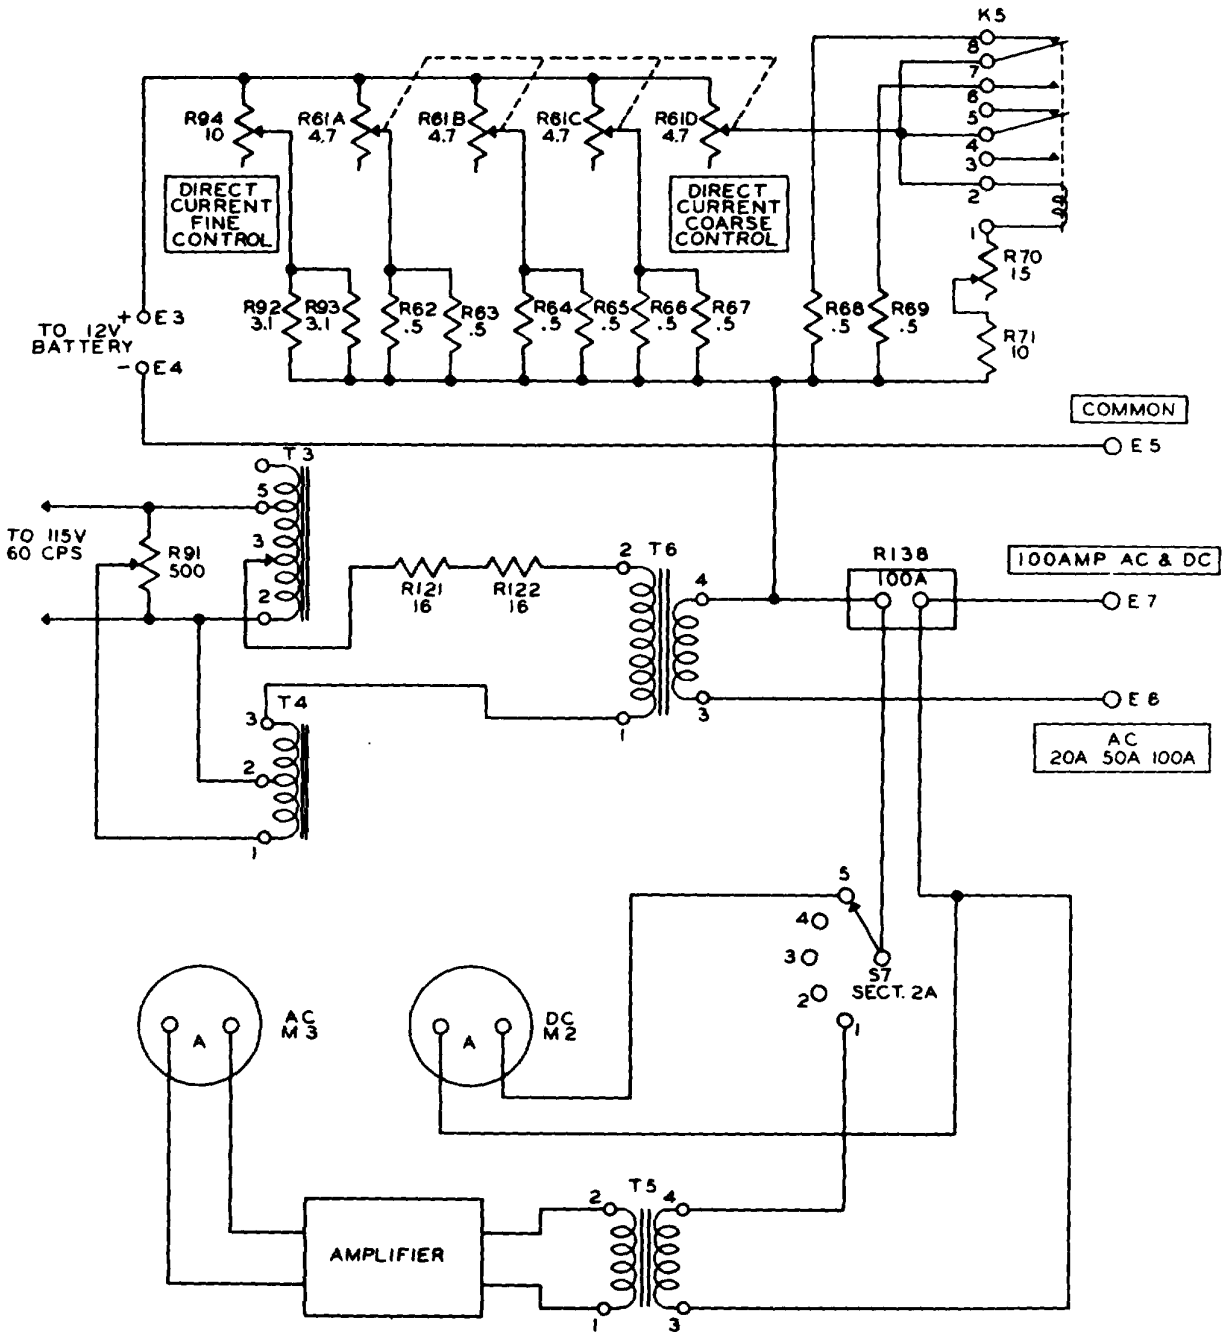 K5
8
7
6
5
4
3
2
1
R94
10
R61A
4.7
R61B
4.7
R61C
4.7
R61D
4.7
DIRECT
CURRENT
FINE
CONTROL
DIRECT
CURRENT
COARSE
CONTROL
R70
15
R92
3.1
R93
3.1
R62
.5
R63
.5
R64
.5
R65
.5
R66
.5
R67
.5
R68
.5
R69
.5
R71
10
+ E3
TO 12V
BATTERY
- E4
COMMON
E5
T3
5
3
2
TO 115V
60 CPS
R91
500
R121
16
R122
16
2
T6
4
1
3
R138
100A
100AMP AC & DC
E7
E6
AC
20A 50A 100A
T4
3
2
1
5
4
3
2
1
S7
SECT. 2A
A
AC
M3
A
DC
M2
AMPLIFIER
T5
2
4
1
3